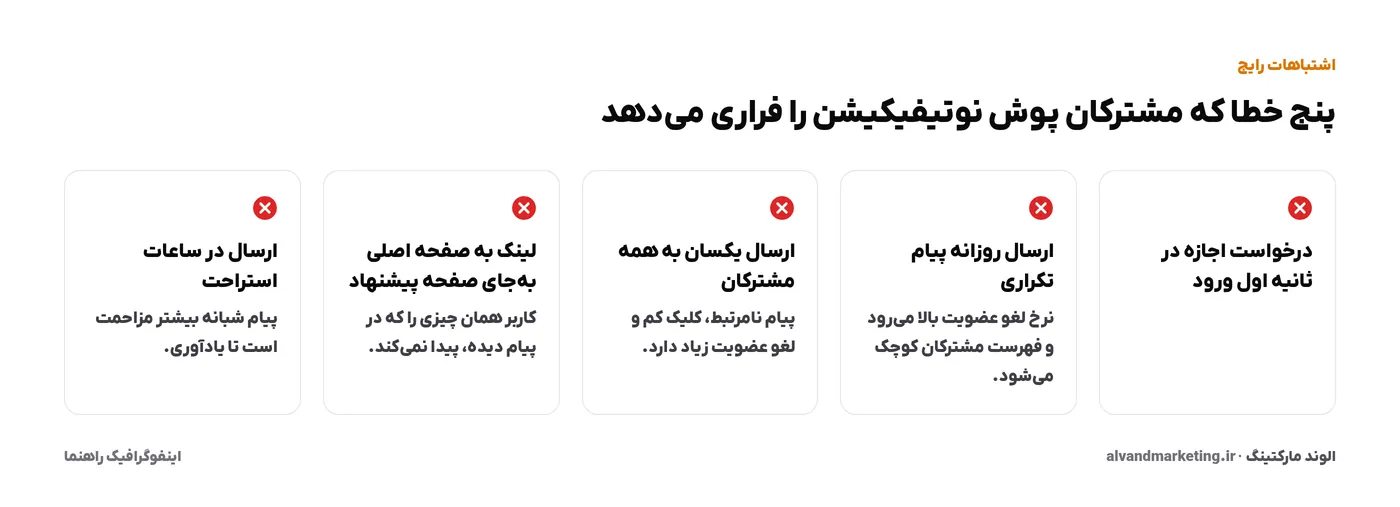 اشتباهات رایج
پنج خطا که مشترکان پوش نوتیفیکیشن را فراری می‌دهد
درخواست اجازه در
ثانیه اول ورود
ارسال روزانه پیام
تکراری
نرخ لغو عضویت بالا می‌رود
و فهرست مشترکان کوچک
می‌شود.
ارسال یکسان به همه
مشترکان
پیام نامرتبط، کلیک کم و
لغو عضویت زیاد دارد.
لینک به صفحه اصلی
به‌جای صفحه پیشنهاد
کاربر همان چیزی را که در
پیام دیده، پیدا نمی‌کند.
ارسال در ساعات
استراحت
پیام شبانه بیشتر مزاحمت
است تا یادآوری.
الوند مارکتینگ · alvandmarketing.ir
اینفوگرافیک راهنما